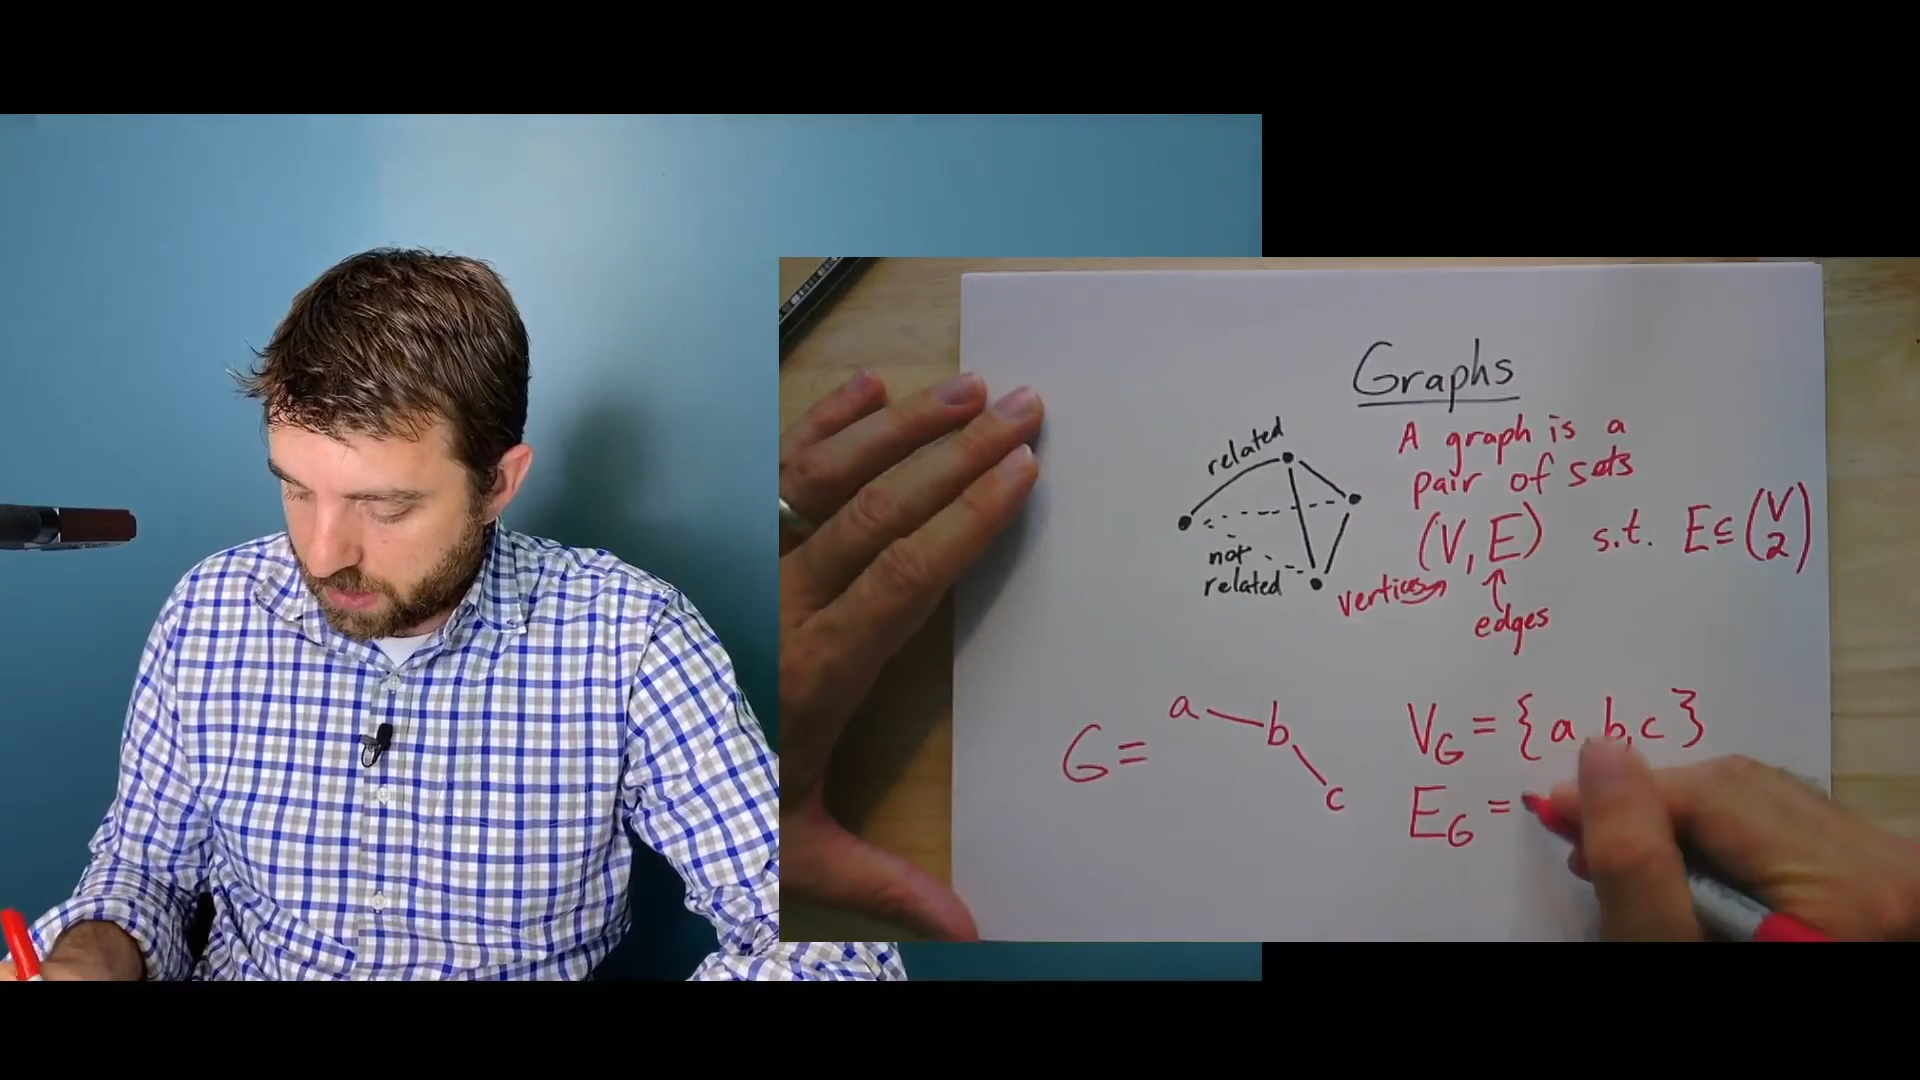 Graphs
related
not
related
A graph is a
pair of sets
(V, E) s.t. E ⊆ (V 2)
vertices
edges
G =
a
b
c
V_G = {a, b, c}
E_G =